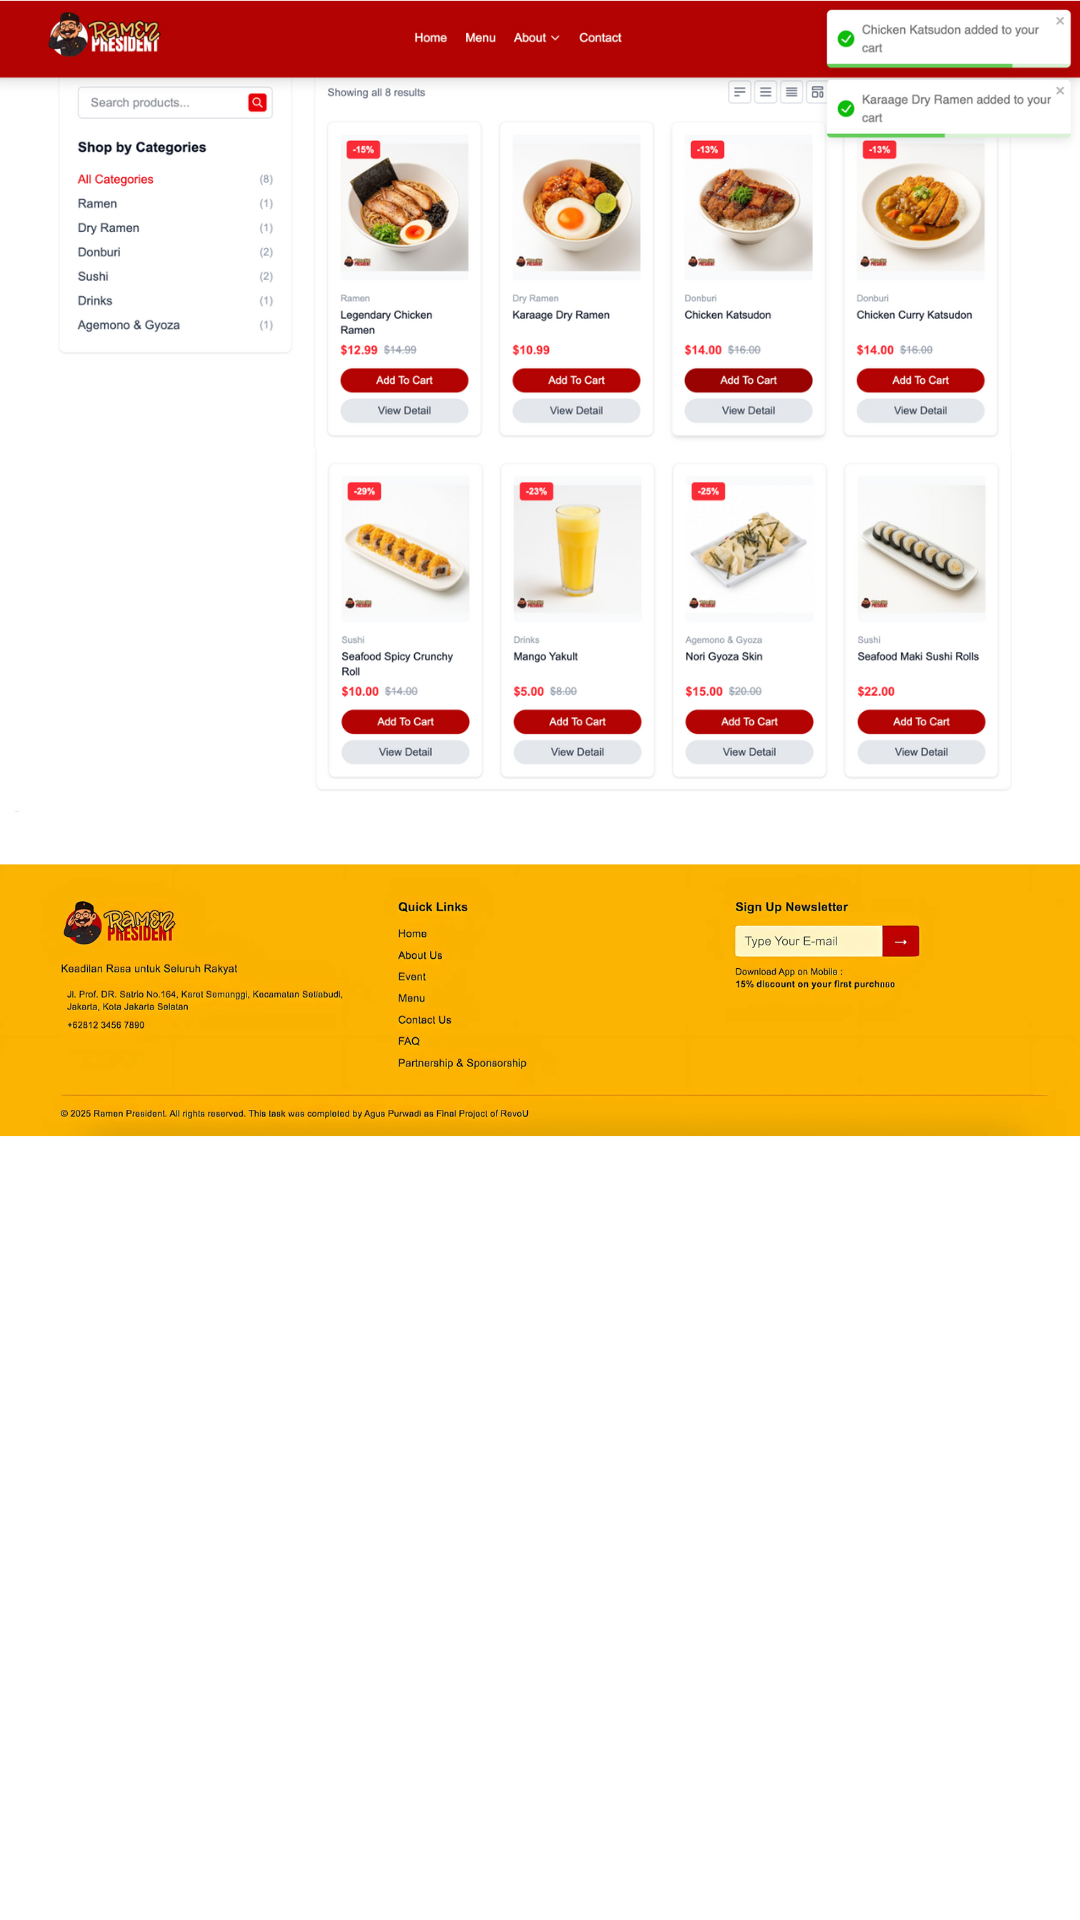 RAMEN
PRESIDENT
Home
Menu
About
Contact
Chicken Katsudon added to your
cart
Karaage Dry Ramen added to your
cart
Search products...
Shop by Categories
All Categories (8)
Ramen (1)
Dry Ramen (1)
Donburi (2)
Sushi (2)
Drinks (1)
Agemono & Gyoza (1)
Showing all 8 results
-15%
Ramen
Legendary Chicken
Ramen
$12.99 $14.99
Add To Cart
View Detail
Dry Ramen
Karaage Dry Ramen
$10.99
Add To Cart
View Detail
-13%
Donburi
Chicken Katsudon
$14.00 $16.00
Add To Cart
View Detail
-13%
Donburi
Chicken Curry Katsudon
$14.00 $16.00
Add To Cart
View Detail
-29%
Sushi
Seafood Spicy Crunchy
Roll
$10.00 $14.00
Add To Cart
View Detail
-23%
Drinks
Mango Yakult
$5.00 $8.00
Add To Cart
View Detail
-25%
Agemono & Gyoza
Nori Gyoza Skin
$15.00 $20.00
Add To Cart
View Detail
Sushi
Seafood Maki Sushi Rolls
$22.00
Add To Cart
View Detail
RAMEN
PRESIDENT
Keadilan Rasa untuk Seluruh Rakyat
Jl. Prof. DR. Satrio No.164, Karet Semanggi, Kecamatan Setiabudi,
Jakarta, Kota Jakarta Selatan
+62812 3456 7890
Quick Links
Home
About Us
Event
Menu
Contact Us
FAQ
Partnership & Sponsorship
Sign Up Newsletter
Type Your E-mail →
Download App on Mobile :
15% discount on your first purchase
© 2025 Ramen President. All rights reserved. This task was completed by Agus Purwadi as Final Project of RevoU